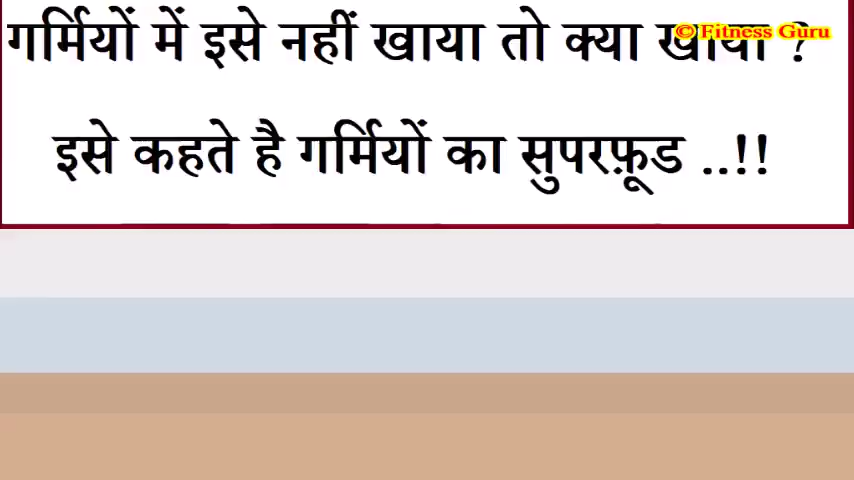 गर्मियों में इसे नहीं खाया तो क्या खाया ?
© Fitness Guru
इसे कहते है गर्मियों का सुपरफ़ूड ..!!